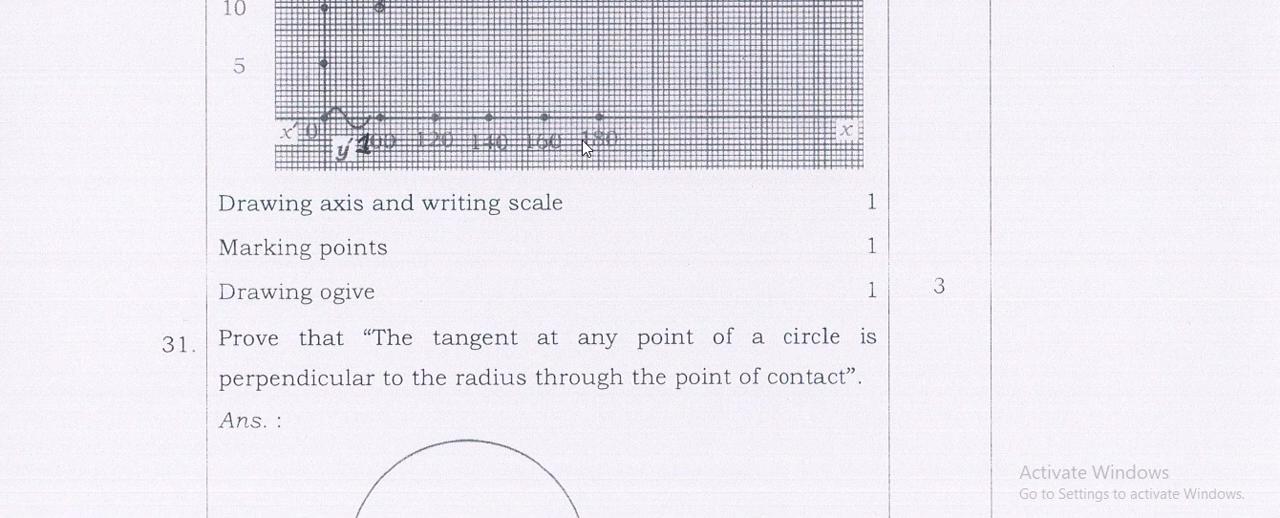 10
5
x′ 0 100 120 140 160 180 x
y′
Drawing axis and writing scale 1
Marking points 1
Drawing ogive 1 3
31. Prove that “The tangent at any point of a circle is
perpendicular to the radius through the point of contact”.
Ans. :
Activate Windows
Go to Settings to activate Windows.